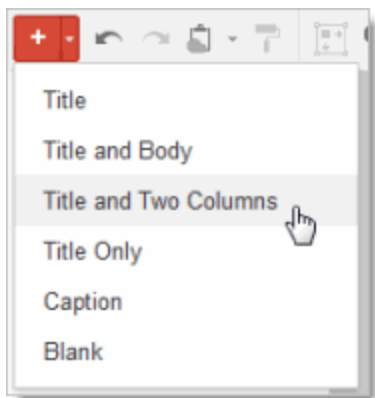 Title
Title and Body
Title and Two Columns
Title Only
Caption
Blank